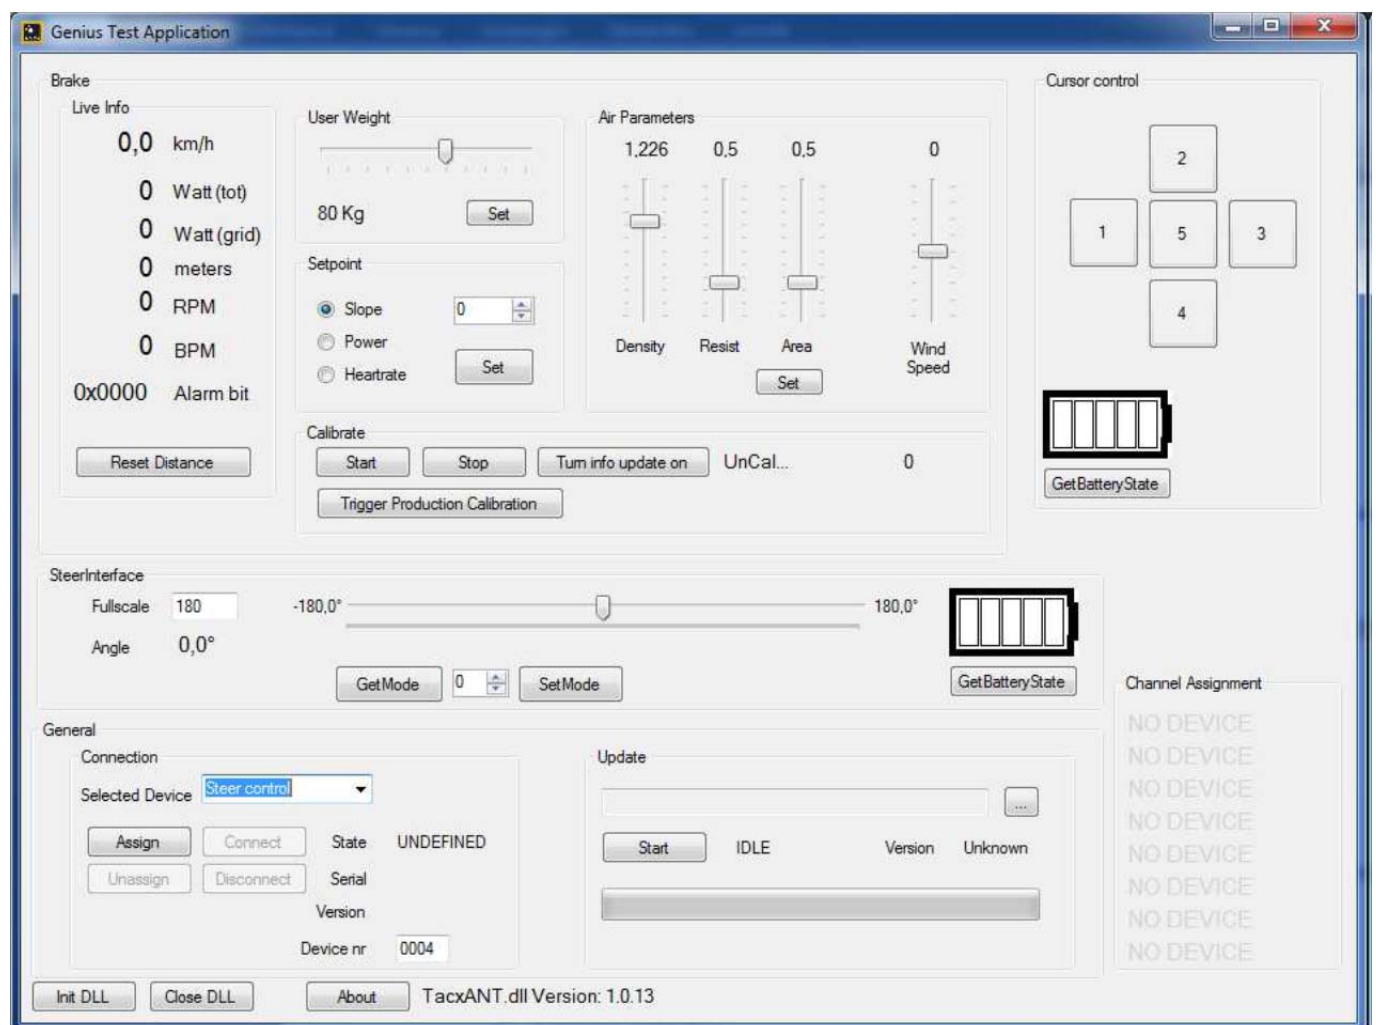 Genius Test Application
Brake
Live Info
0,0 km/h
0 Watt (tot)
0 Watt (grid)
0 meters
0 RPM
0 BPM
0x0000 Alarm bit
Reset Distance
User Weight
80 Kg Set
Setpoint
Slope 0
Power
Heartrate
Set
Air Parameters
1,226 0,5 0,5 0
Density Resist Area Wind Speed
Set
Calibrate
Start Stop Turn info update on UnCal... 0
Trigger Production Calibration
Cursor control
2
1 5 3
4
GetBatteryState
SteerInterface
Fullscale 180 -180,0° 180,0°
Angle 0,0°
GetMode 0 SetMode
GetBatteryState
General
Connection
Selected Device Steer control
Assign Connect State UNDEFINED
Unassign Disconnect Serial
Version
Device nr 0004
Update
...
Start IDLE Version Unknown
Channel Assignment
NO DEVICE
NO DEVICE
NO DEVICE
NO DEVICE
NO DEVICE
NO DEVICE
NO DEVICE
NO DEVICE
Init DLL Close DLL About TacxANT.dll Version: 1.0.13